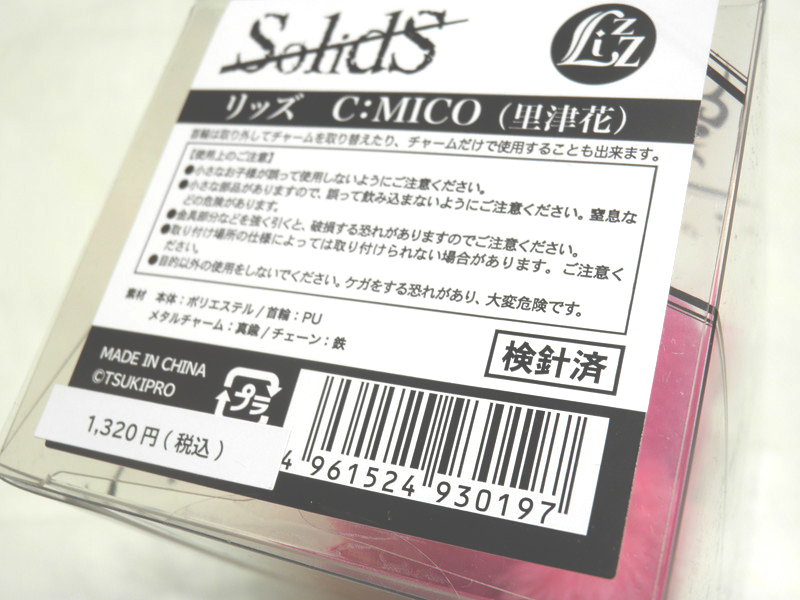 SolidS
LizZ
リッズ C:MICO (里津花)
首輪は取り外してチャームを取り替えたり、チャームだけで使用することも出来ます。
【使用上のご注意】
●小さなお子様が誤って使用しないようにご注意ください。
●小さな部品がありますので、誤って飲み込まないようにご注意ください。窒息な
どの危険があります。
●金具部分などを強く引くと、破損する恐れがありますのでご注意ください。
●取り付け場所の仕様によっては取り付けられない場合があります。ご注意く
ださい。
●目的以外の使用をしないでください。ケガをする恐れがあり、大変危険です。
素材 本体:ポリエステル/首輪:PU
メタルチャーム:真鍮/チェーン:鉄
検針済
MADE IN CHINA
©TSUKIPRO
プラ
1,320円(税込)
4 961524 930197